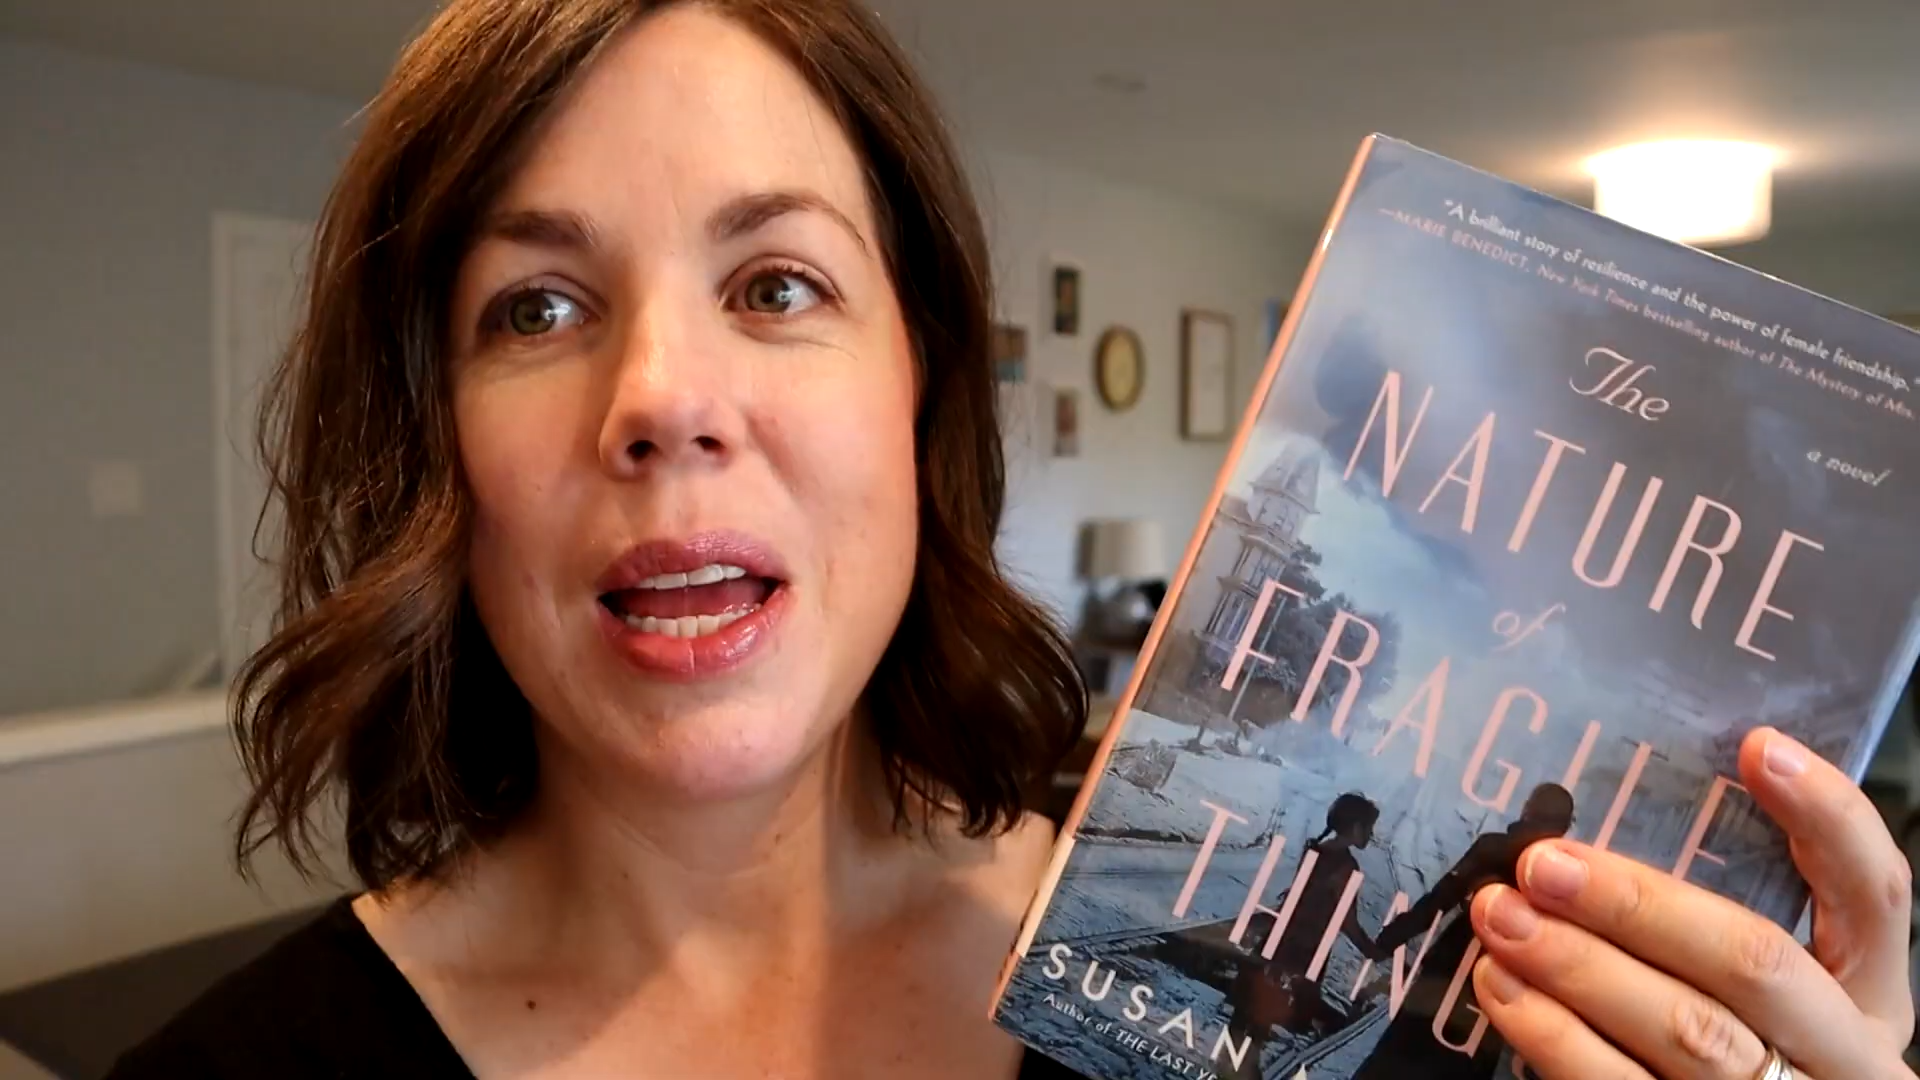 "A brilliant story of resilience and the power of female friendship."
—MARIE BENEDICT, New York Times bestselling author of The Mystery of Mrs.
The
a novel
NATURE
of
FRAGILE
THING
SUSAN
Author of THE LAST